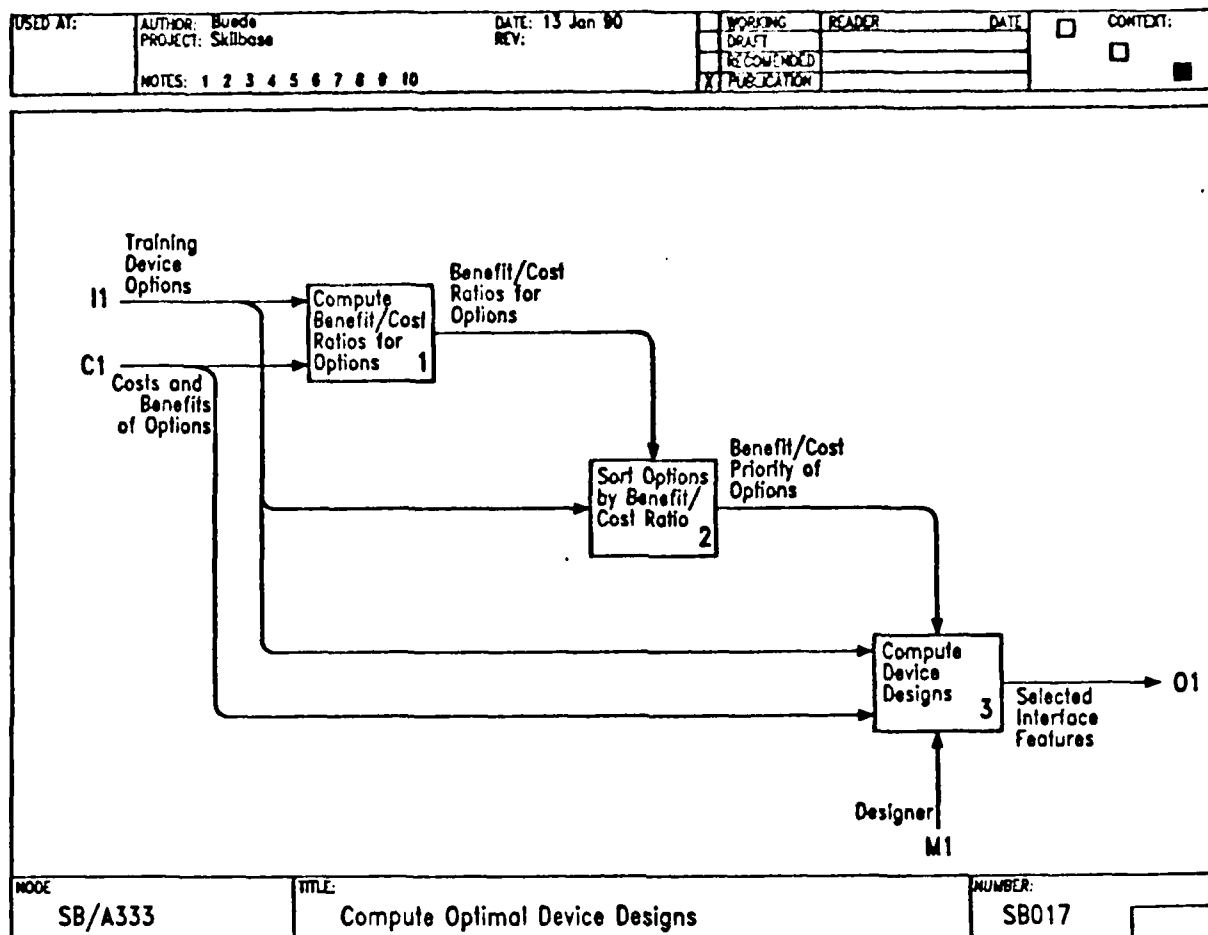 USED AT:
AUTHOR: Buede
PROJECT: Skilbase
DATE: 13 Jan 90
REV:
NOTES: 1 2 3 4 5 6 7 8 9 10
WORKING
DRAFT
RECOMENDED
X PUBLICATION
READER
DATE
CONTEXT:
I1
Training
Device
Options
C1
Costs and
Benefits
of Options
Compute
Benefit/Cost
Ratios for
Options 1
Benefit/Cost
Ratios for
Options
Sort Options
by Benefit/
Cost Ratio
2
Benefit/Cost
Priority of
Options
Compute
Device
Designs
3
Selected
Interface
Features
O1
Designer
M1
NODE
SB/A333
TITLE:
Compute Optimal Device Designs
NUMBER:
SB017